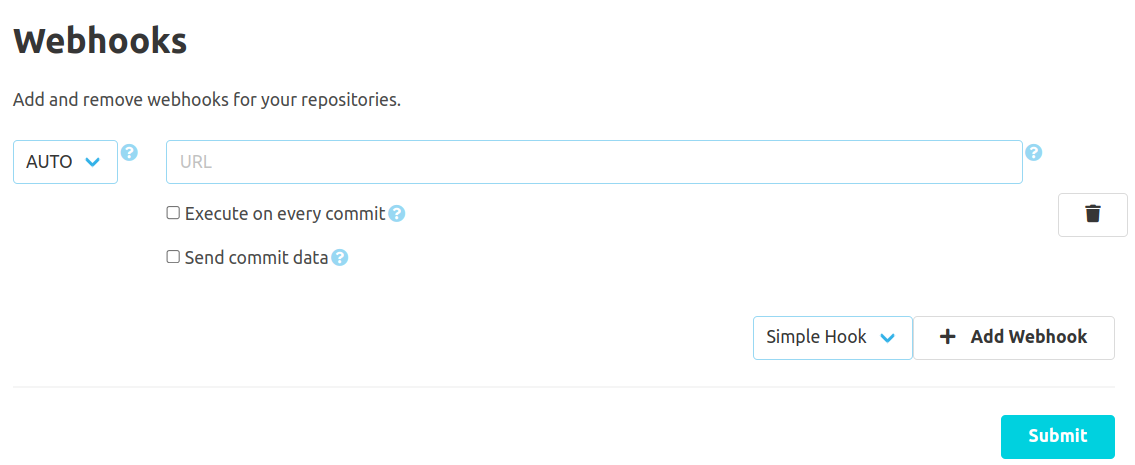 Webhooks
Add and remove webhooks for your repositories.
AUTO ? URL ?
Execute on every commit ?
Send commit data ?
Simple Hook + Add Webhook
Submit